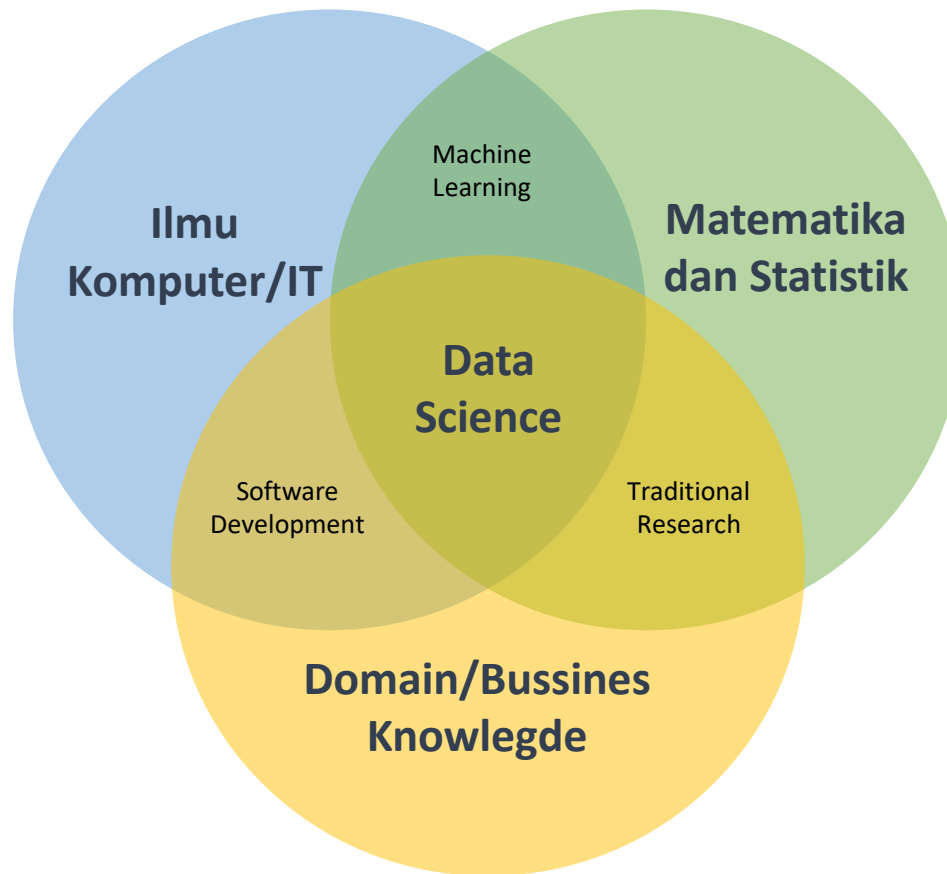 Machine
Learning
Ilmu
Komputer/IT
Matematika
dan Statistik
Data
Science
Software
Development
Traditional
Research
Domain/Bussines
Knowlegde